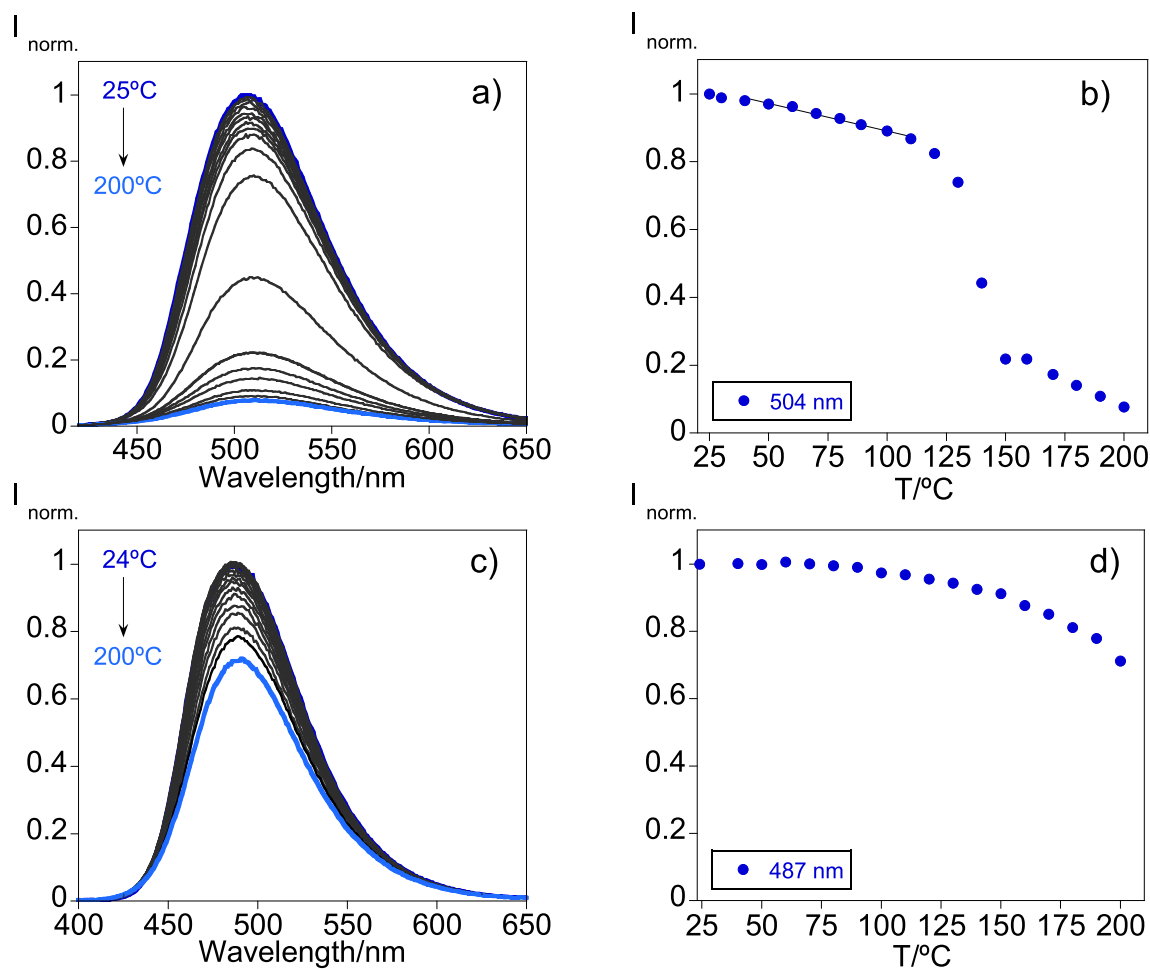 I norm.
25ºC
200ºC
a)
1
0.8
0.6
0.4
0.2
0
450 500 550 600 650
Wavelength/nm
I norm.
b)
1
0.8
0.6
0.4
0.2
0
504 nm
25 50 75 100 125 150 175 200
T/ºC
I norm.
24ºC
200ºC
c)
1
0.8
0.6
0.4
0.2
0
400 450 500 550 600 650
Wavelength/nm
I norm.
d)
1
0.8
0.6
0.4
0.2
0
487 nm
25 50 75 100 125 150 175 200
T/ºC